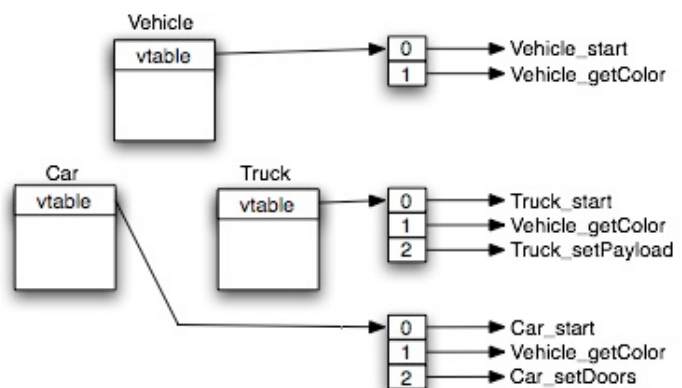 Vehicle
vtable
0 Vehicle_start
1 Vehicle_getColor
Car
vtable
Truck
vtable
0 Truck_start
1 Vehicle_getColor
2 Truck_setPayload
0 Car_start
1 Vehicle_getColor
2 Car_setDoors